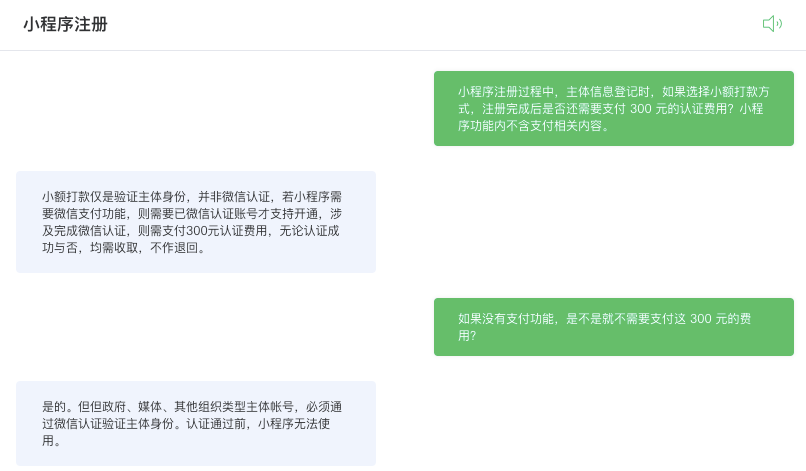 小程序注册
小程序注册过程中，主体信息登记时，如果选择小额打款方
式，注册完成后是否还需要支付 300 元的认证费用？小程
序功能内不含支付相关内容。
小额打款仅是验证主体身份，并非微信认证，若小程序需
要微信支付功能，则需要已微信认证账号才支持开通，涉
及完成微信认证，则需支付300元认证费用，无论认证成
功与否，均需收取，不作退回。
如果没有支付功能，是不是就不需要支付这 300 元的费
用？
是的。但但政府、媒体、其他组织类型主体帐号，必须通
过微信认证验证主体身份。认证通过前，小程序无法使
用。